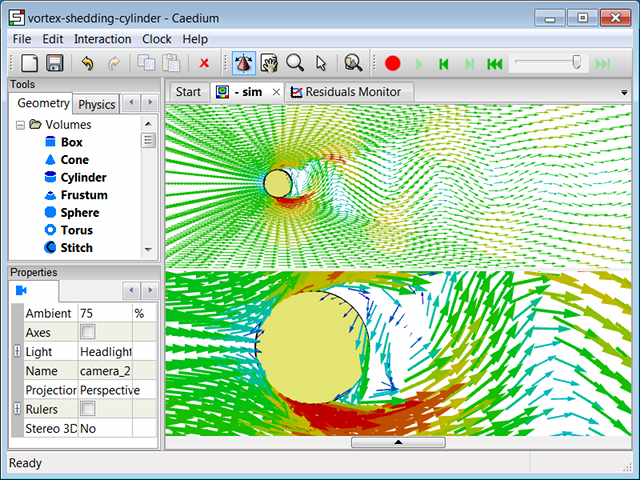 vortex-shedding-cylinder - Caedium
File Edit Interaction Clock Help
Tools
Geometry Physics
Volumes
Box
Cone
Cylinder
Frustum
Sphere
Torus
Stitch
Start - sim Residuals Monitor
Properties
Ambient 75 %
Axes
Light Headlight
Name camera_2
Projection Perspective
Rulers
Stereo 3D No
Ready